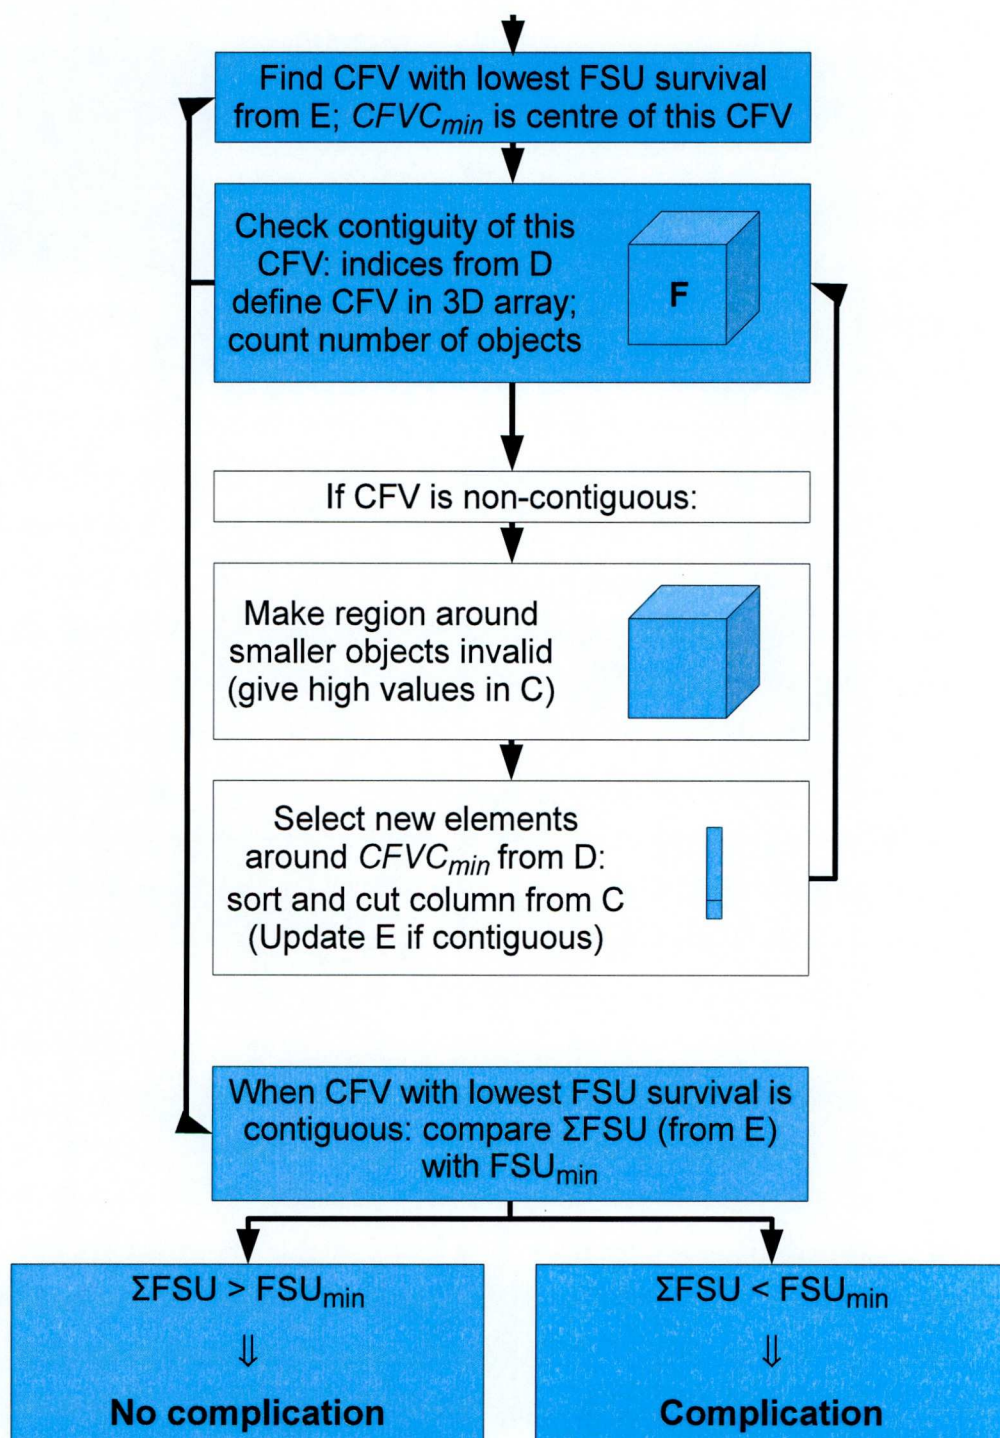 Find CFV with lowest FSU survival
from E; CFVCmin is centre of this CFV
Check contiguity of this
CFV: indices from D
define CFV in 3D array;
count number of objects
F
If CFV is non-contiguous:
Make region around
smaller objects invalid
(give high values in C)
Select new elements
around CFVCmin from D:
sort and cut column from C
(Update E if contiguous)
When CFV with lowest FSU survival is
contiguous: compare ΣFSU (from E)
with FSUmin
ΣFSU > FSUmin
⇓
No complication
ΣFSU < FSUmin
⇓
Complication